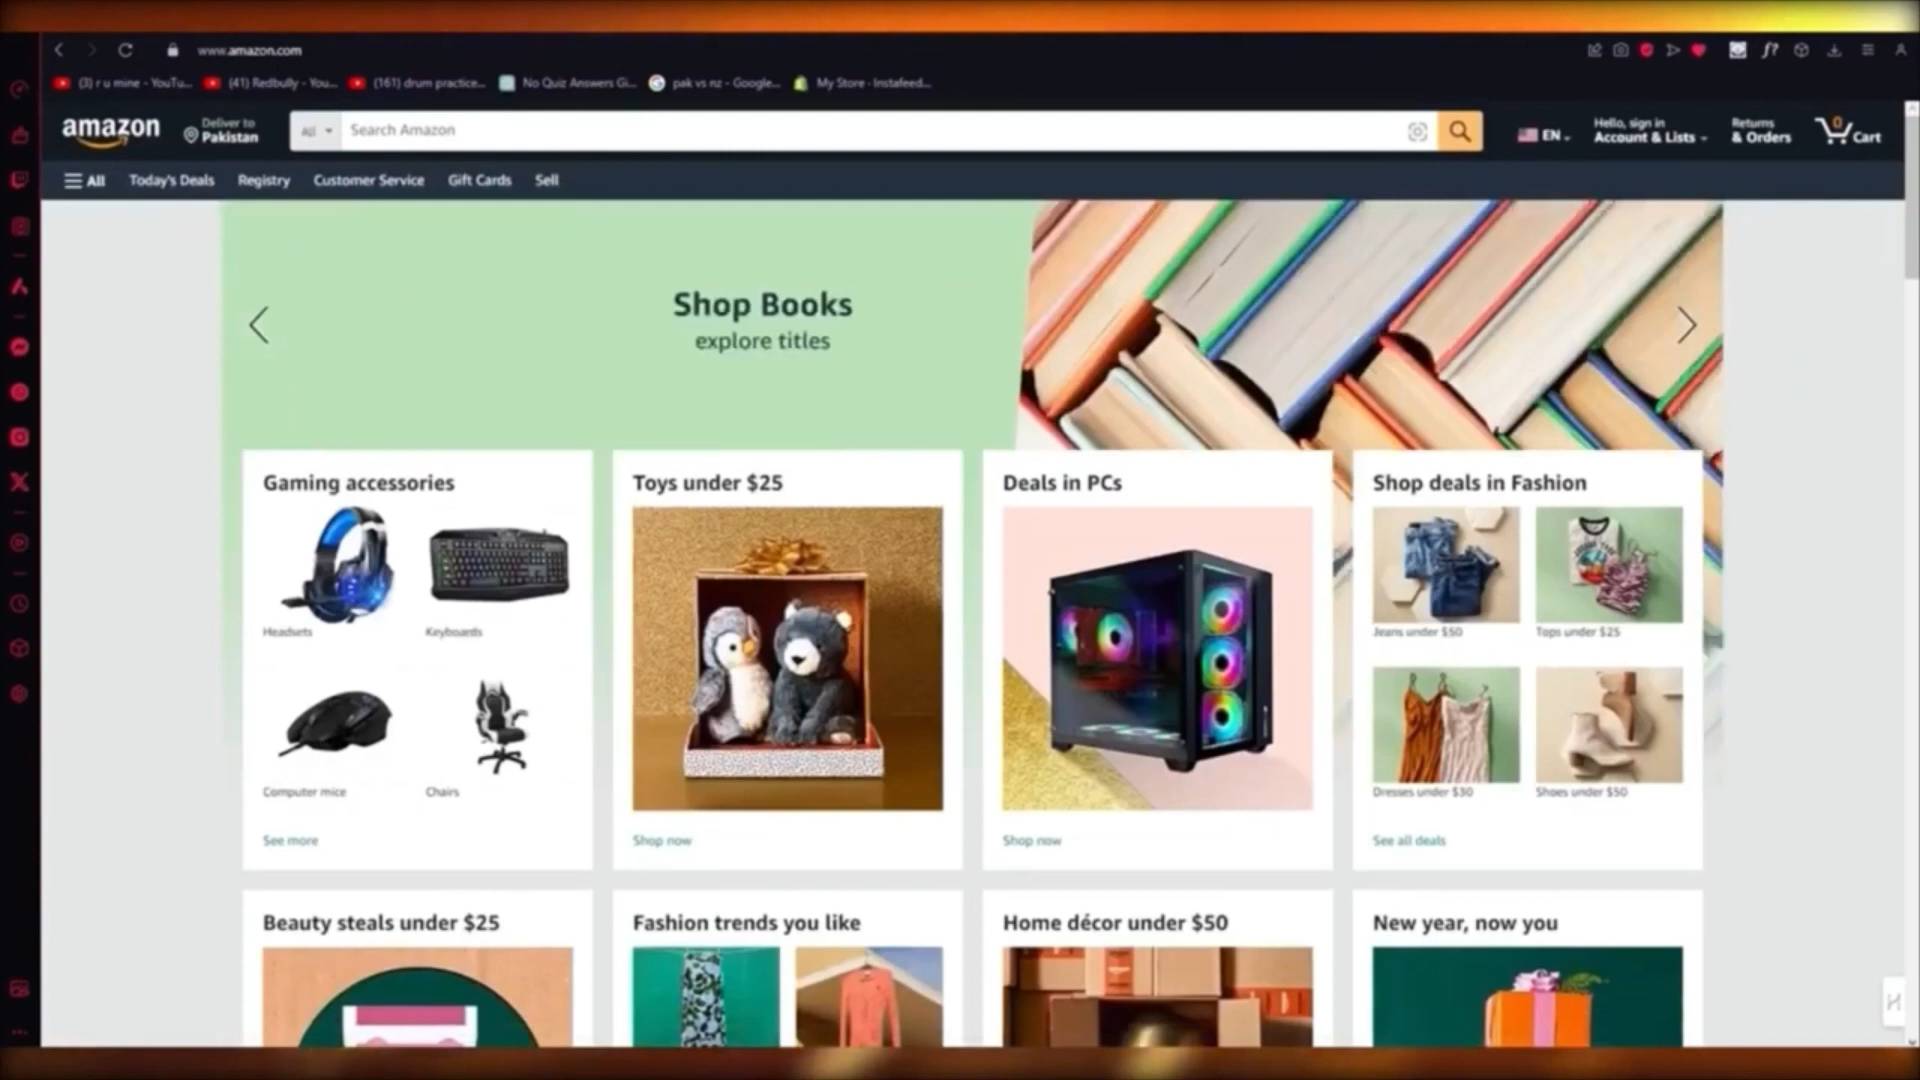 www.amazon.com
(3) r u mine - YouTu...
(41) Redbully - You...
(161) drum practice...
No Quiz Answers Gi...
pak vs nz - Google...
My Store · Instafeed...
amazon
Deliver to
Pakistan
All
Search Amazon
EN
Hello, sign in
Account & Lists
Returns
& Orders
0
Cart
All
Today's Deals
Registry
Customer Service
Gift Cards
Sell
Shop Books
explore titles
Gaming accessories
Headsets
Keyboards
Computer mice
Chairs
See more
Toys under $25
Shop now
Deals in PCs
Shop now
Shop deals in Fashion
Jeans under $50
Tops under $25
Dresses under $30
Shoes under $50
See all deals
Beauty steals under $25
Fashion trends you like
Home décor under $50
New year, now you